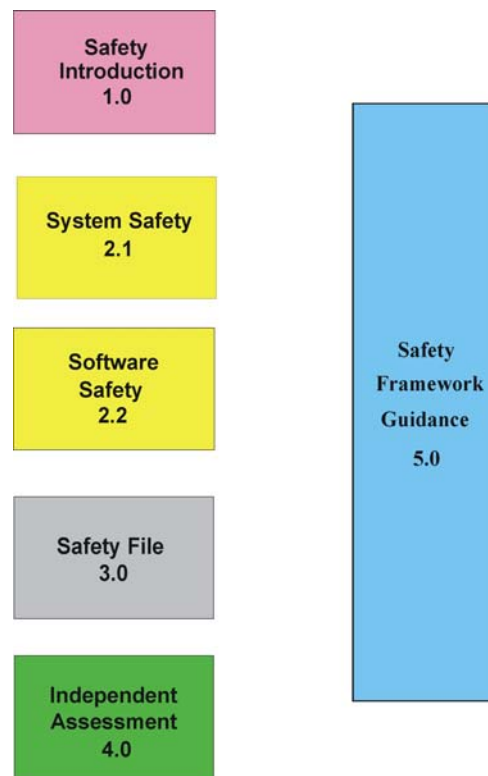 Safety
Introduction
1.0
System Safety
2.1
Software
Safety
2.2
Safety File
3.0
Independent
Assessment
4.0
Safety
Framework
Guidance
5.0